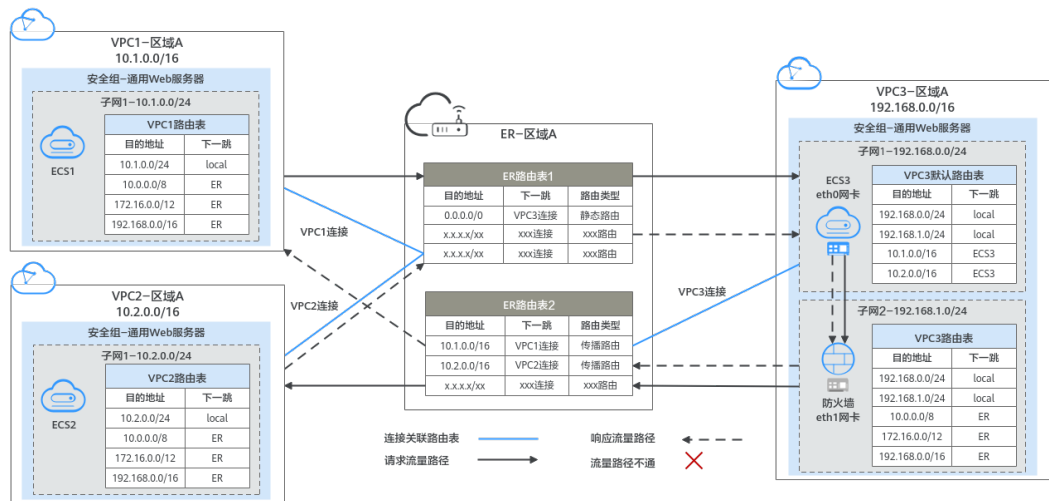 VPC1-区域A
10.1.0.0/16
安全组-通用Web服务器
子网1-10.1.0.0/24
ECS1
VPC1路由表
目的地址 下一跳
10.1.0.0/24 local
10.0.0.0/8 ER
172.16.0.0/12 ER
192.168.0.0/16 ER
VPC2-区域A
10.2.0.0/16
安全组-通用Web服务器
子网1-10.2.0.0/24
ECS2
VPC2路由表
目的地址 下一跳
10.2.0.0/24 local
10.0.0.0/8 ER
172.16.0.0/12 ER
192.168.0.0/16 ER
VPC1连接
VPC2连接
ER-区域A
ER路由表1
目的地址 下一跳 路由类型
0.0.0.0/0 VPC3连接 静态路由
x.x.x.x/xx xxx连接 xxx路由
x.x.x.x/xx xxx连接 xxx路由
ER路由表2
目的地址 下一跳 路由类型
10.1.0.0/16 VPC1连接 传播路由
10.2.0.0/16 VPC2连接 传播路由
x.x.x.x/xx xxx连接 xxx路由
VPC3连接
VPC3-区域A
192.168.0.0/16
安全组-通用Web服务器
子网1-192.168.0.0/24
ECS3
eth0网卡
VPC3默认路由表
目的地址 下一跳
192.168.0.0/24 local
192.168.1.0/24 local
10.1.0.0/16 ECS3
10.2.0.0/16 ECS3
子网2-192.168.1.0/24
防火墙
eth1网卡
VPC3路由表
目的地址 下一跳
192.168.0.0/24 local
192.168.1.0/24 local
10.0.0.0/8 ER
172.16.0.0/12 ER
192.168.0.0/16 ER
连接关联路由表
响应流量路径
请求流量路径
流量路径不通